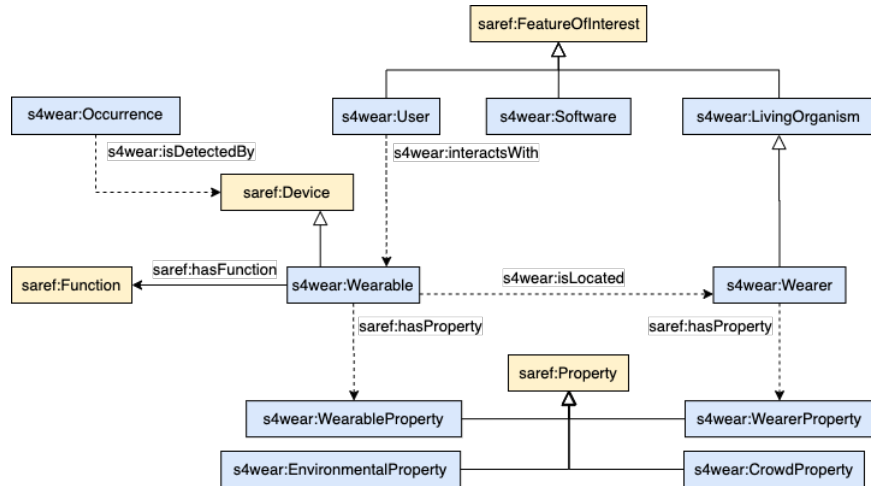 saref:FeatureOfInterest
s4wear:Occurrence
s4wear:User
s4wear:Software
s4wear:LivingOrganism
s4wear:isDetectedBy
s4wear:interactsWith
saref:Device
saref:Function
saref:hasFunction
s4wear:Wearable
s4wear:isLocated
s4wear:Wearer
saref:hasProperty
saref:hasProperty
saref:Property
s4wear:WearableProperty
s4wear:WearerProperty
s4wear:EnvironmentalProperty
s4wear:CrowdProperty